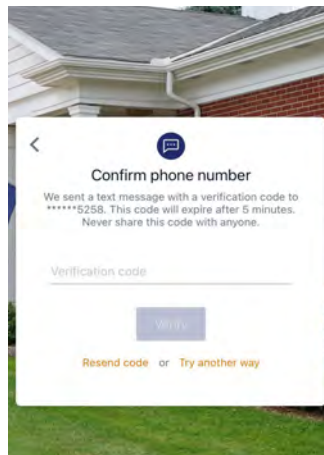 Confirm phone number
We sent a text message with a verification code to
******5258. This code will expire after 5 minutes.
Never share this code with anyone.
Verification code
Verify
Resend code or Try another way